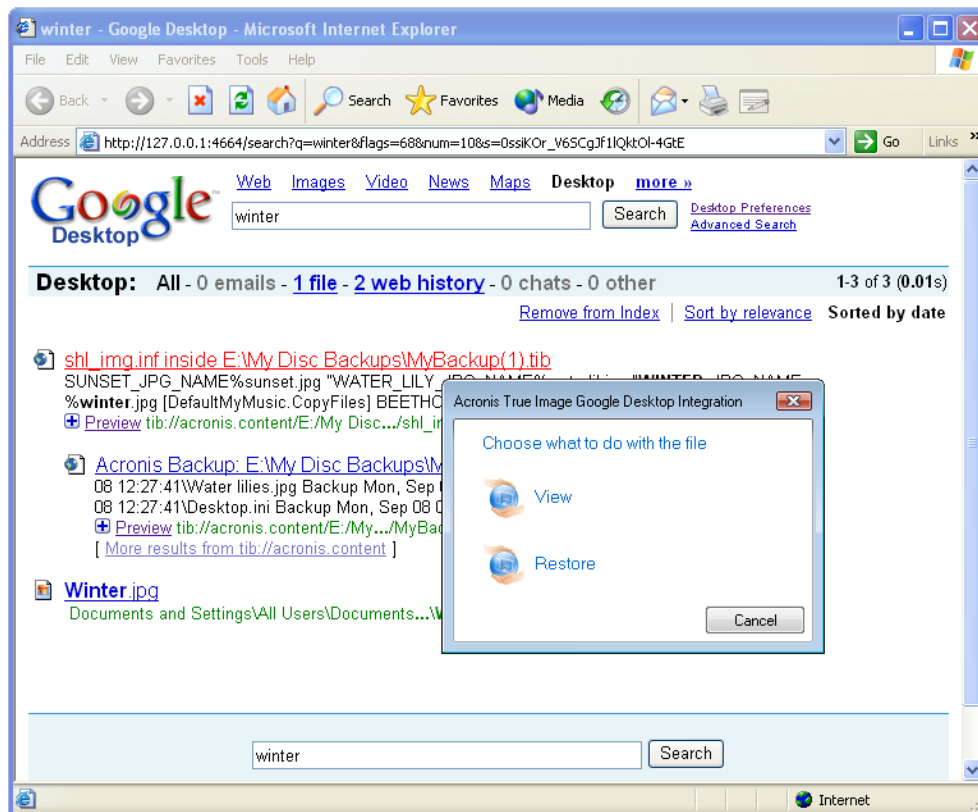 winter - Google Desktop - Microsoft Internet Explorer
File Edit View Favorites Tools Help
Back Search Favorites Media
Address http://127.0.0.1:4664/search?q=winter&flags=68&num=10&s=0ssiKOr_V65CgJf1lQktOl-4GtE Go Links »
Google Desktop
Web Images Video News Maps Desktop more »
winter Search Desktop Preferences
Advanced Search
Desktop: All - 0 emails - 1 file - 2 web history - 0 chats - 0 other 1-3 of 3 (0.01s)
Remove from Index | Sort by relevance Sorted by date
shl_img.inf inside E:\My Disc Backups\MyBackup(1).tib
SUNSET_JPG_NAME%sunset.jpg "WATER_LILY
%winter.jpg [DefaultMyMusic.CopyFiles]
Preview tib://acronis.content/E:/My Disc.../shl_
Acronis Backup: E:\My Disc Backups\
08 12:27:41\Water lilies.jpg Backup Mon, Sep
08 12:27:41\Desktop.ini Backup Mon, Sep 08
Preview tib://acronis.content/E:/My.../
[ More results from tib://acronis.content ]
Winter.jpg
Documents and Settings\All Users\Documents...\
Acronis True Image Google Desktop Integration
Choose what to do with the file
View
Restore
Cancel
winter Search
Internet